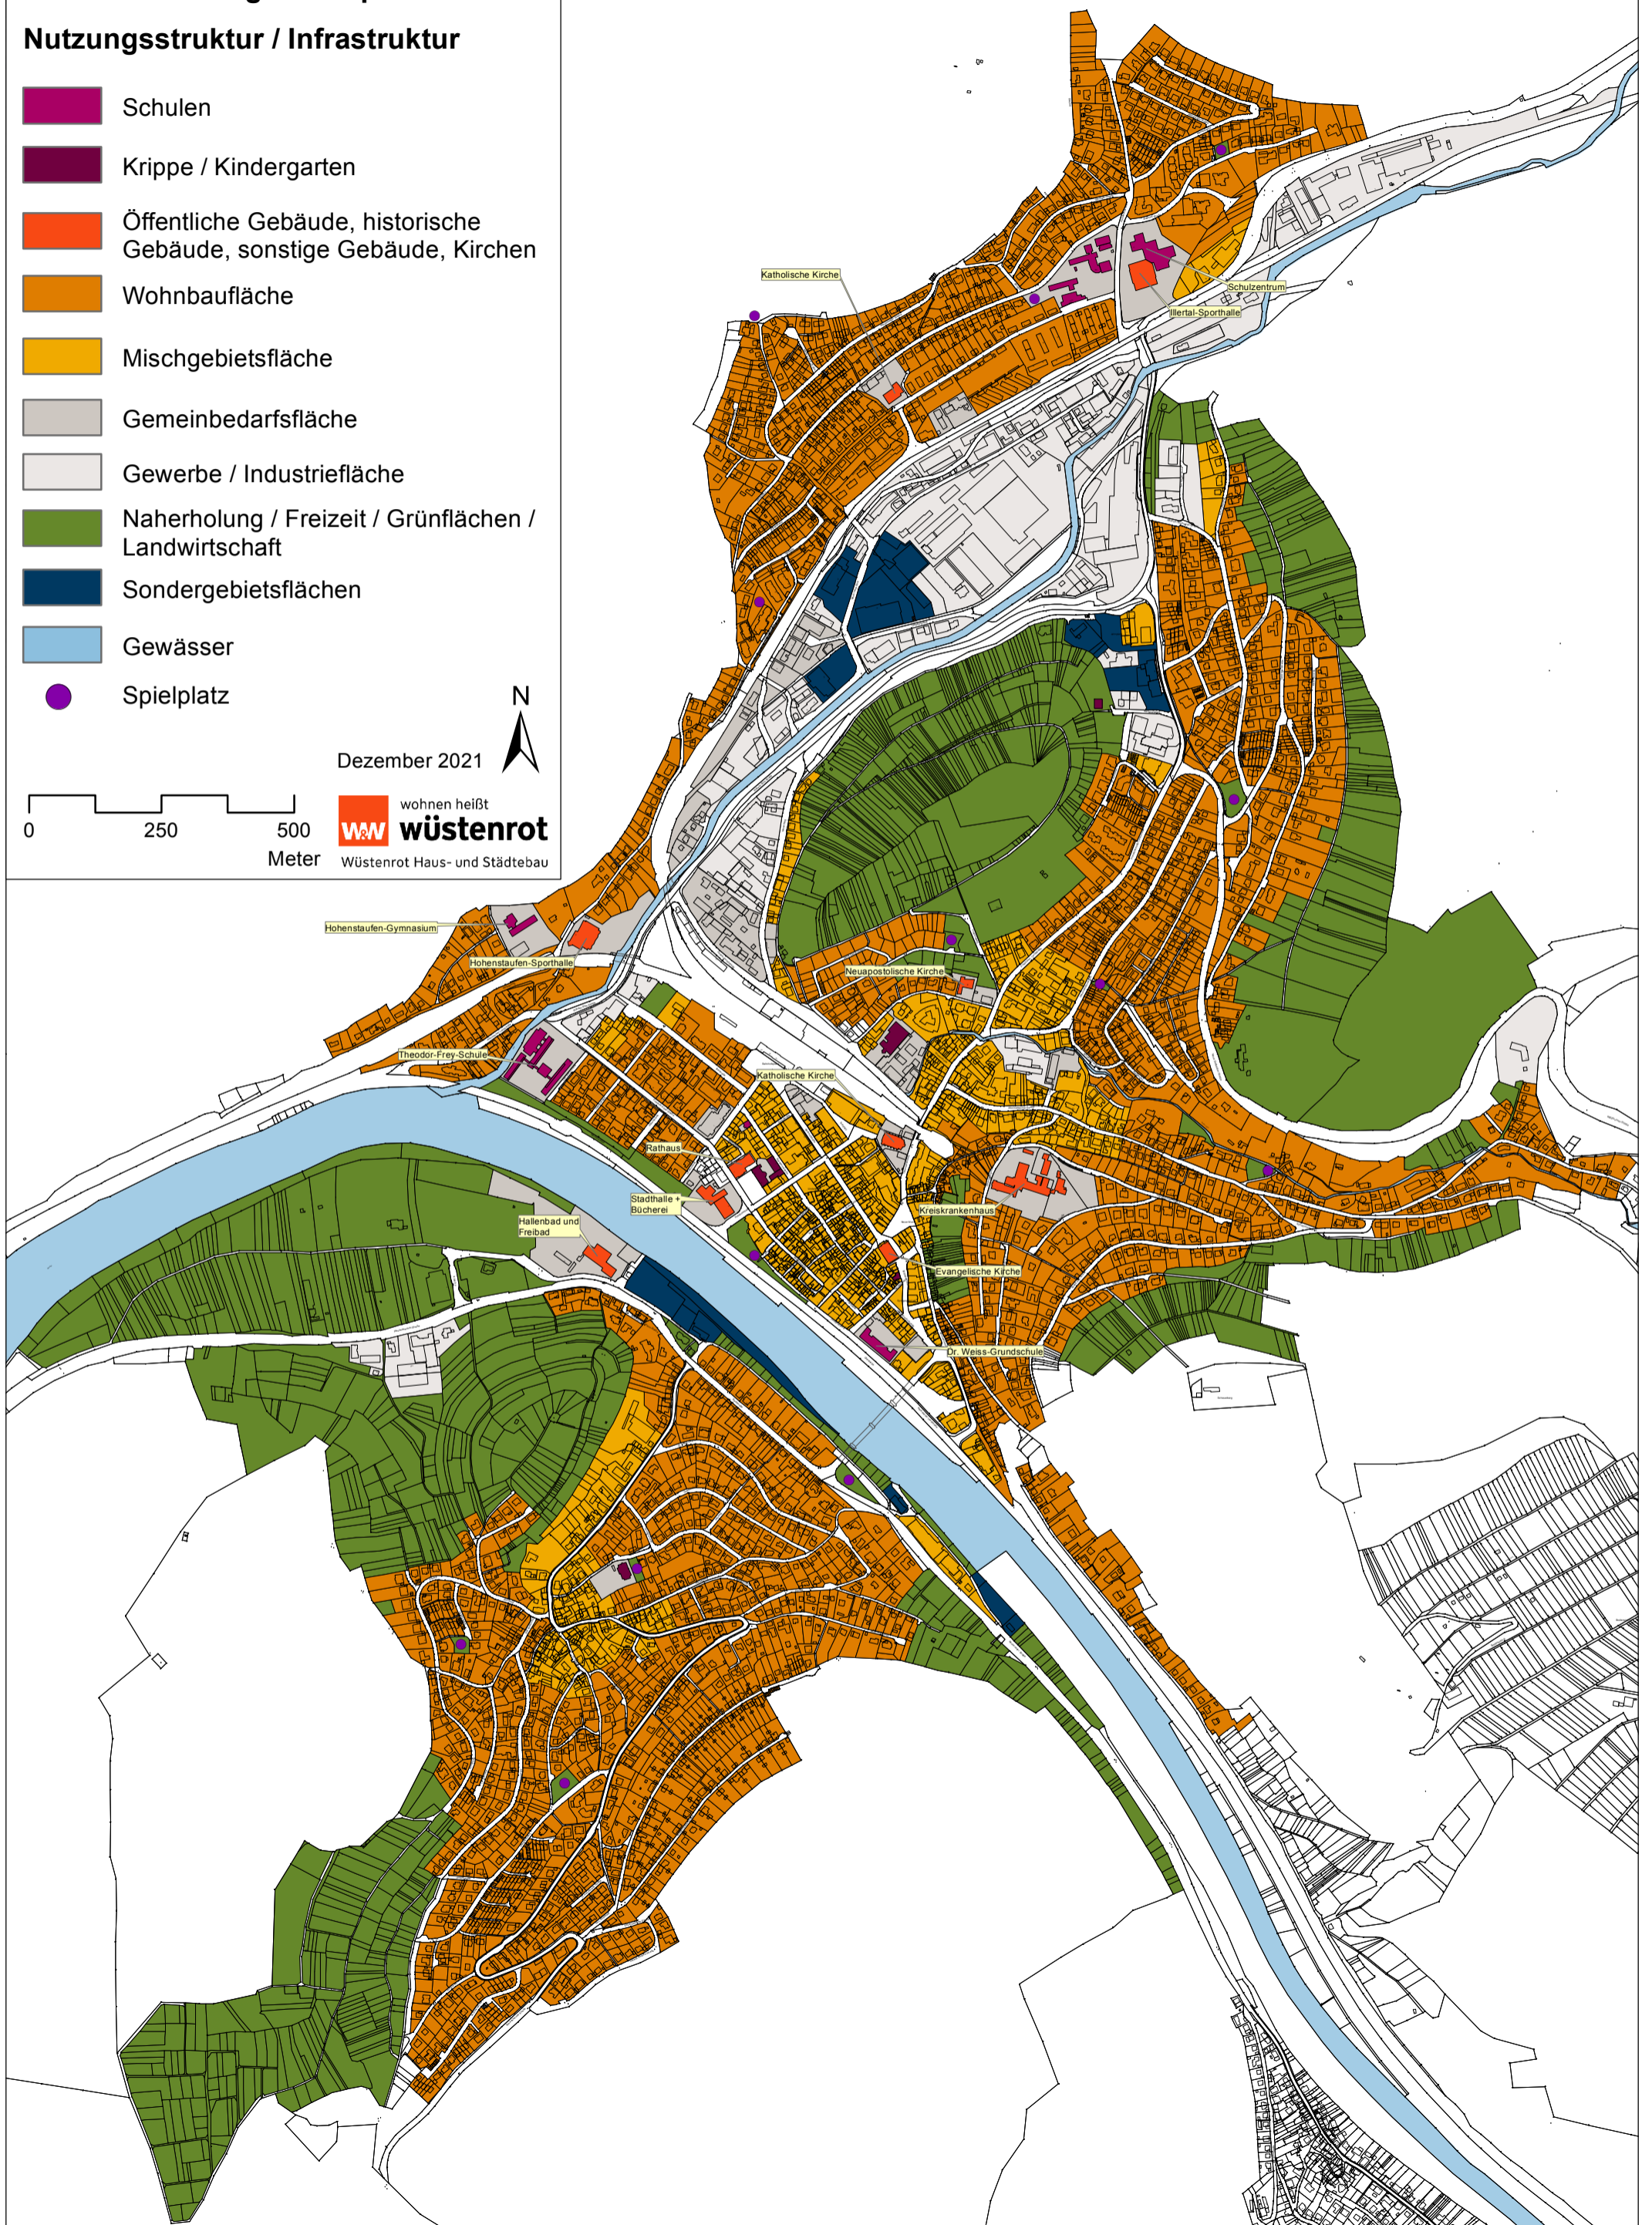 Nutzungsstruktur / Infrastruktur
Schulen
Krippe / Kindergarten
Öffentliche Gebäude, historische
Gebäude, sonstige Gebäude, Kirchen
Wohnbaufläche
Mischgebietsfläche
Gemeinbedarfsfläche
Gewerbe / Industriefläche
Naherholung / Freizeit / Grünflächen /
Landwirtschaft
Sondergebietsflächen
Gewässer
Spielplatz
N
Dezember 2021
0 250 500
Meter
W&W
wohnen heißt
wüstenrot
Wüstenrot Haus- und Städtebau
Katholische Kirche
Schulzentrum
Illertal-Sporthalle
Hohenstaufen-Gymnasium
Hohenstaufen-Sporthalle
Neuapostolische Kirche
Theodor-Frey-Schule
Katholische Kirche
Rathaus
Stadthalle +
Bücherei
Kreiskrankenhaus
Hallenbad und
Freibad
Evangelische Kirche
Dr. Weiss-Grundschule